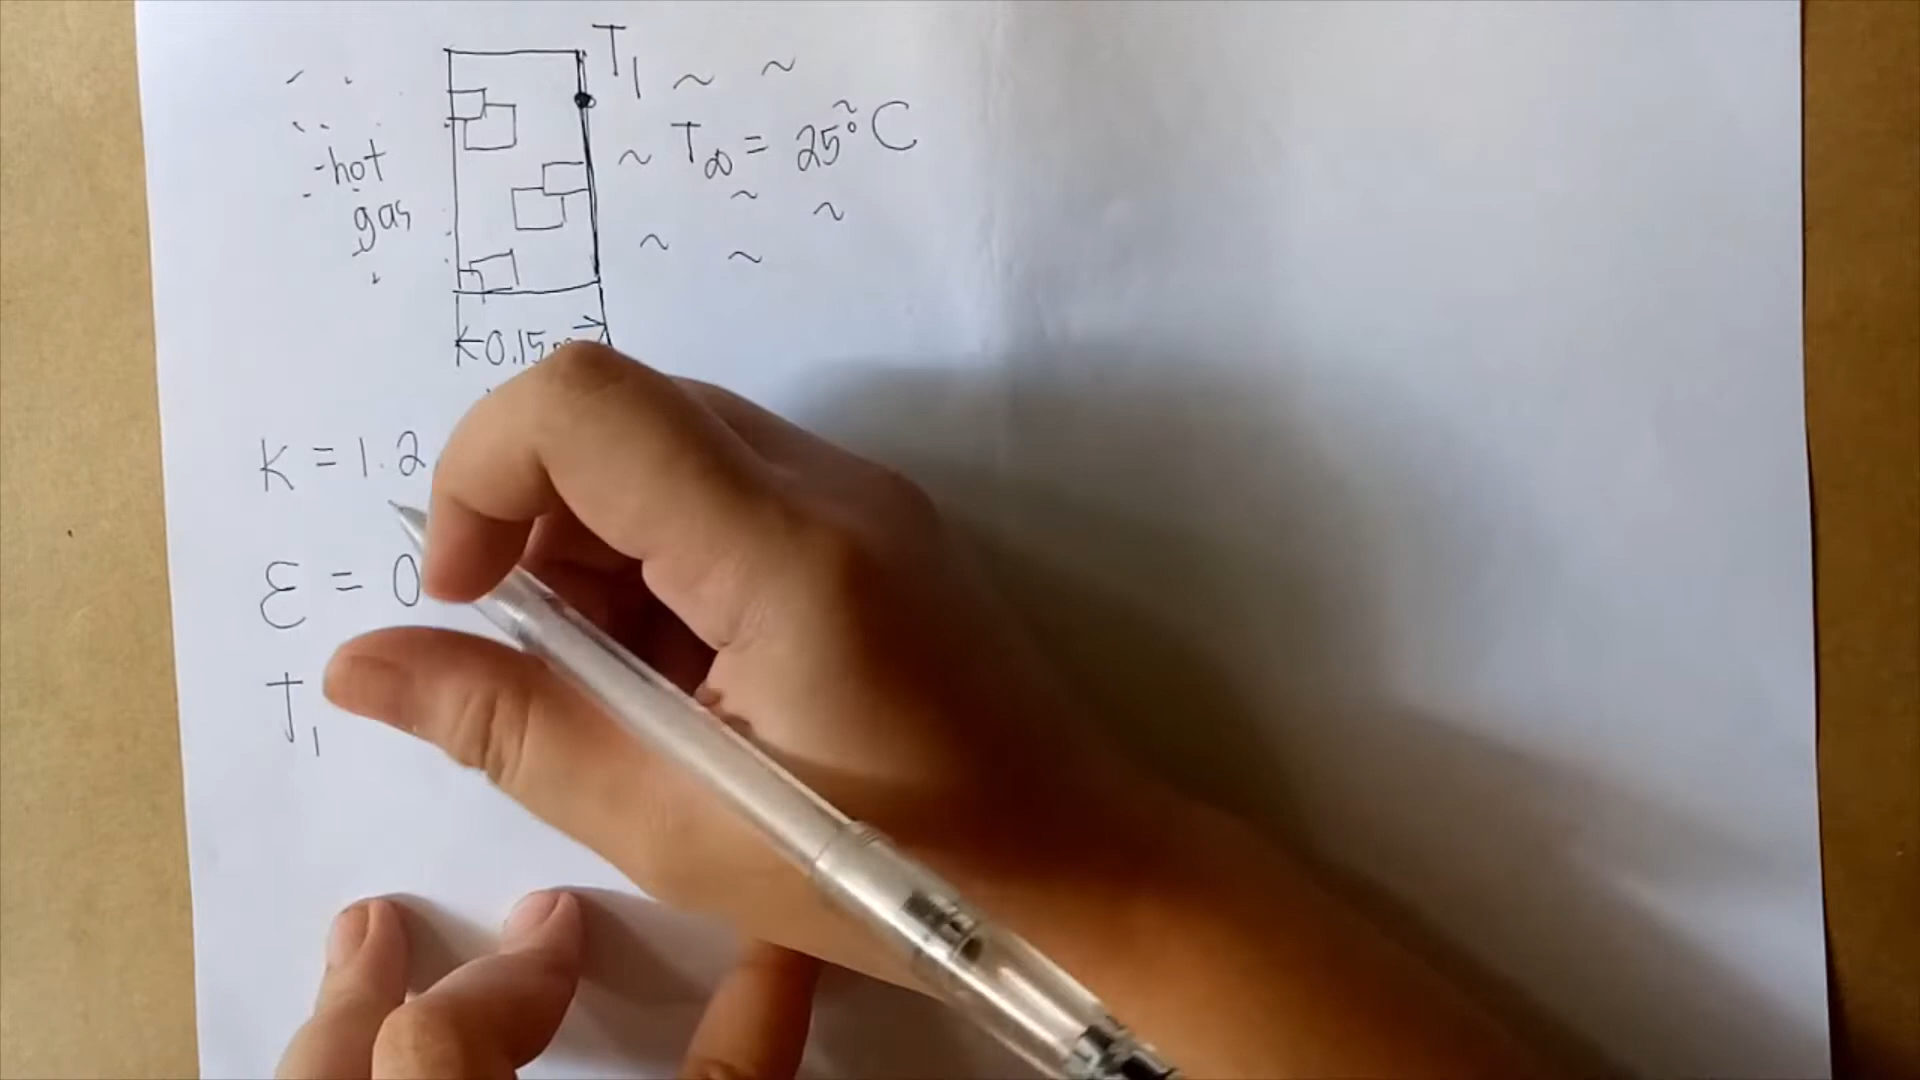 T₁
T∞ = 25°C
hot
gas
0.15
K = 1.2
ε = 0
T₁